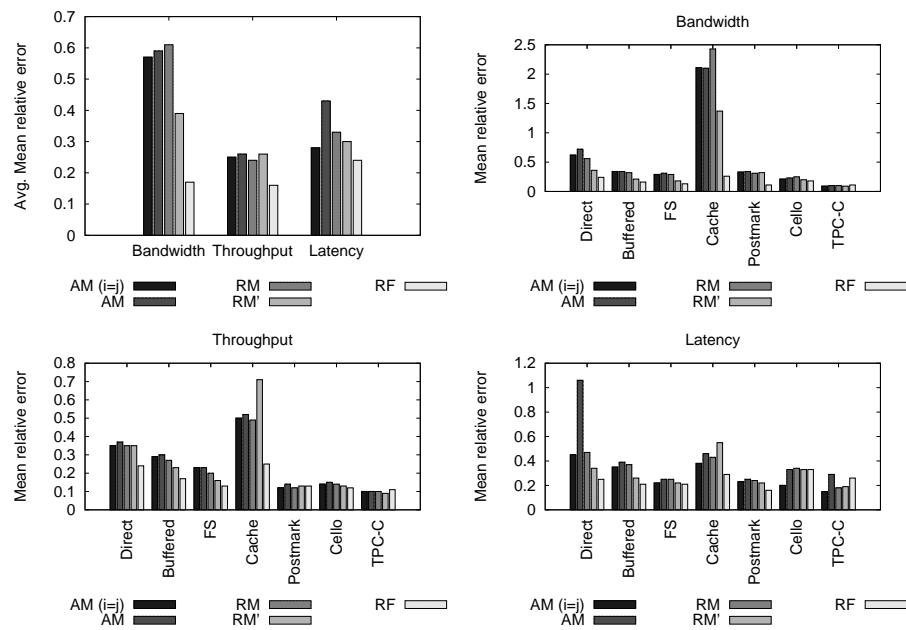 0.7
0.6
0.5
0.4
0.3
0.2
0.1
0
Avg. Mean relative error
Bandwidth Throughput Latency
AM (i=j)
AM
RM
RM'
RF
Bandwidth
2.5
2
1.5
1
0.5
0
Mean relative error
Direct
Buffered
FS
Cache
Postmark
Cello
TPC-C
AM (i=j)
AM
RM
RM'
RF
Throughput
0.8
0.7
0.6
0.5
0.4
0.3
0.2
0.1
0
Mean relative error
Direct
Buffered
FS
Cache
Postmark
Cello
TPC-C
AM (i=j)
AM
RM
RM'
RF
Latency
1.2
1
0.8
0.6
0.4
0.2
0
Mean relative error
Direct
Buffered
FS
Cache
Postmark
Cello
TPC-C
AM (i=j)
AM
RM
RM'
RF